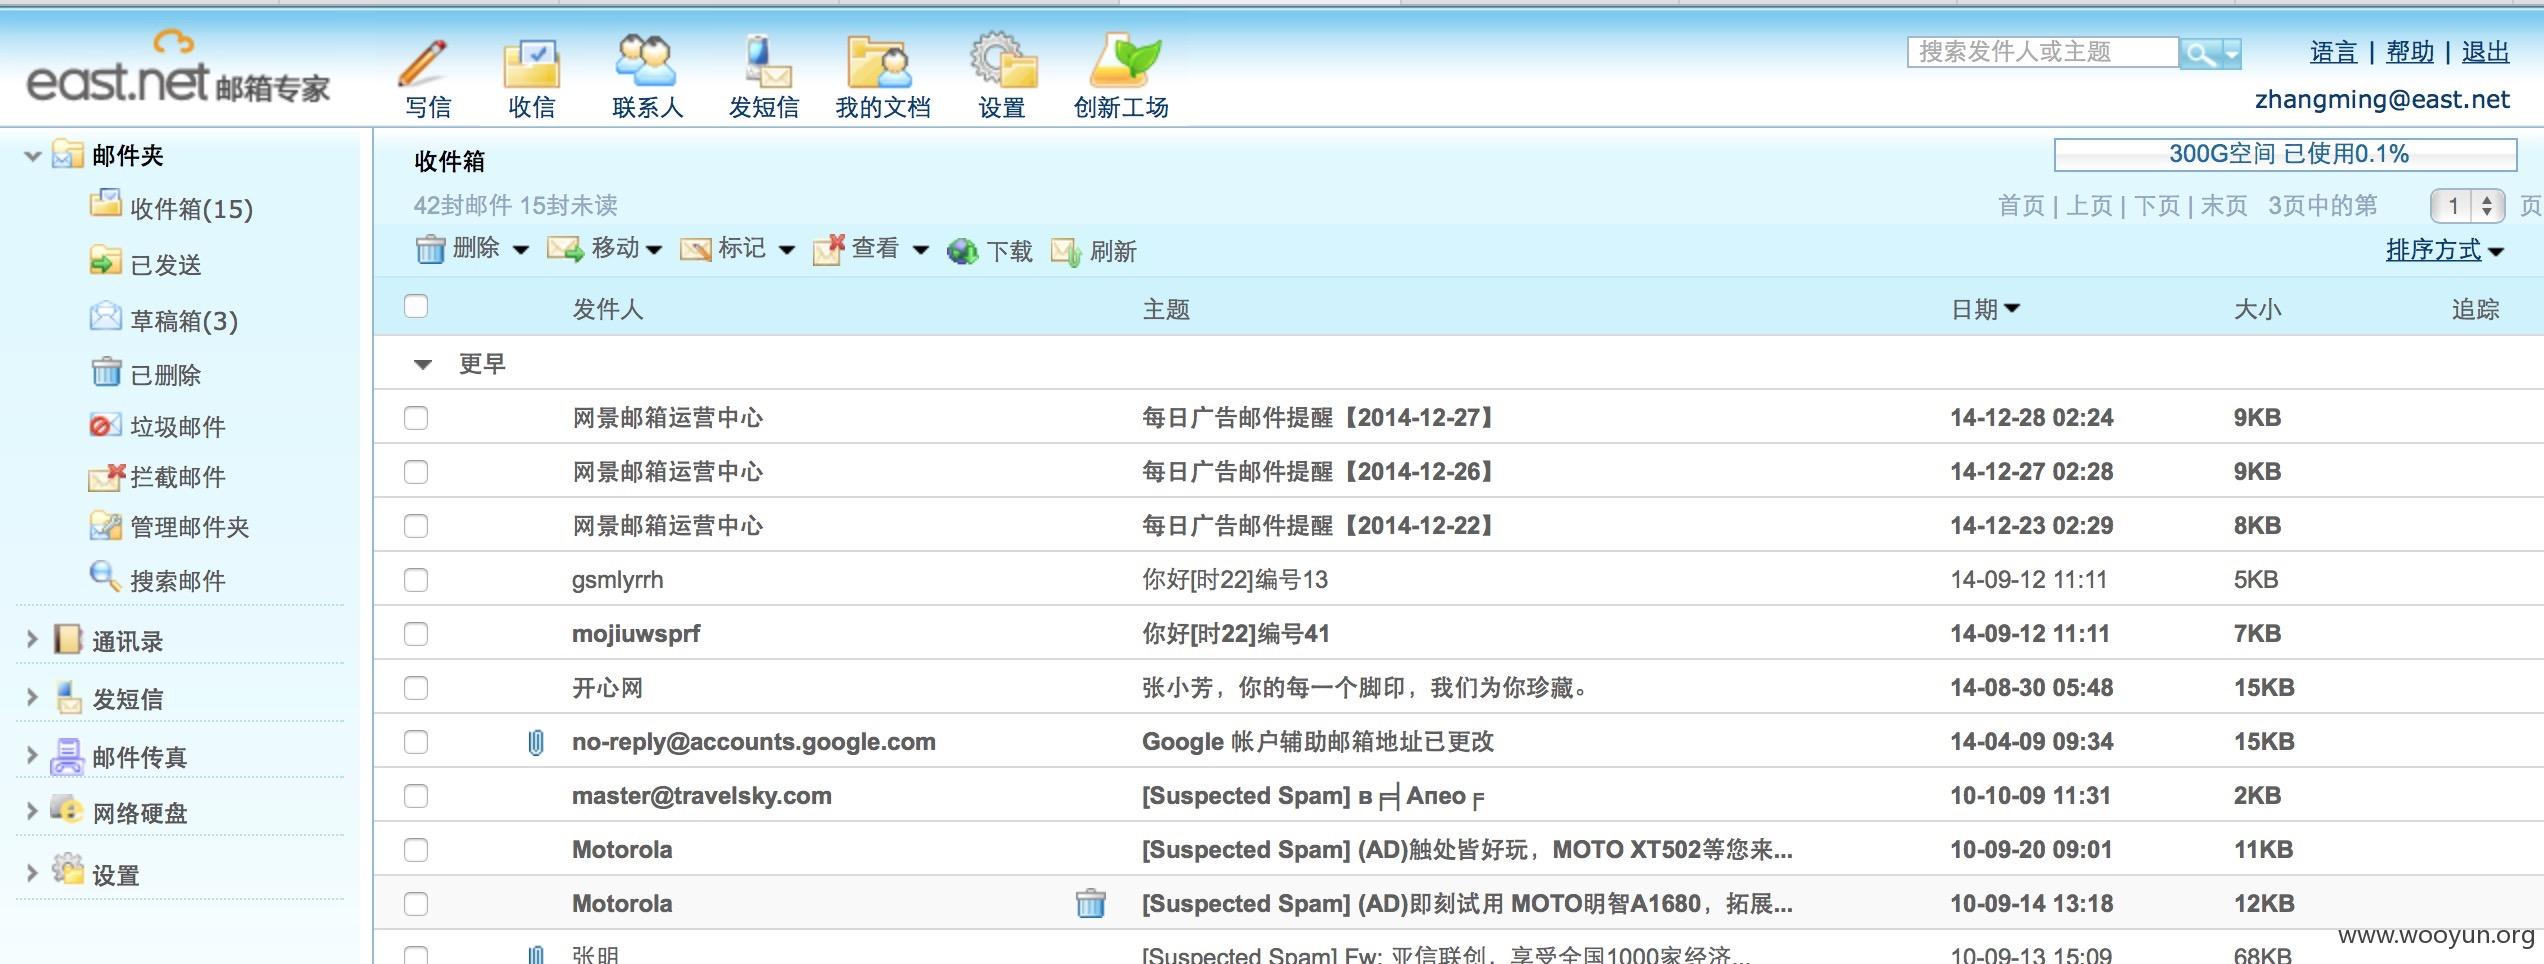 east.net 邮箱专家
写信 收信 联系人 发短信 我的文档 设置 创新工场
搜索发件人或主题
语言 | 帮助 | 退出
zhangming@east.net
邮件夹
收件箱(15)
已发送
草稿箱(3)
已删除
垃圾邮件
拦截邮件
管理邮件夹
搜索邮件
通讯录
发短信
邮件传真
网络硬盘
设置
收件箱
300G空间 已使用0.1%
42封邮件 15封未读
首页 | 上页 | 下页 | 末页 3页中的第 1 页
删除 移动 标记 查看 下载 刷新
排序方式
发件人 主题 日期 大小 追踪
更早
网景邮箱运营中心 每日广告邮件提醒【2014-12-27】 14-12-28 02:24 9KB
网景邮箱运营中心 每日广告邮件提醒【2014-12-26】 14-12-27 02:28 9KB
网景邮箱运营中心 每日广告邮件提醒【2014-12-22】 14-12-23 02:29 8KB
gsmlyrrh 你好[时22]编号13 14-09-12 11:11 5KB
mojiuwsprf 你好[时22]编号41 14-09-12 11:11 7KB
开心网 张小芳，你的每一个脚印，我们为你珍藏。 14-08-30 05:48 15KB
no-reply@accounts.google.com Google 帐户辅助邮箱地址已更改 14-04-09 09:34 15KB
master@travelsky.com [Suspected Spam] в╒╡Апео╒ 10-10-09 11:31 2KB
Motorola [Suspected Spam] (AD)触处皆好玩，MOTO XT502等您来... 10-09-20 09:01 11KB
Motorola [Suspected Spam] (AD)即刻试用 MOTO明智A1680，拓展... 10-09-14 13:18 12KB
张明 [Suspected Spam] Fw: 亚信联创，享受全国1000家经济... 10-09-13 15:09 68KB
www.wooyun.org